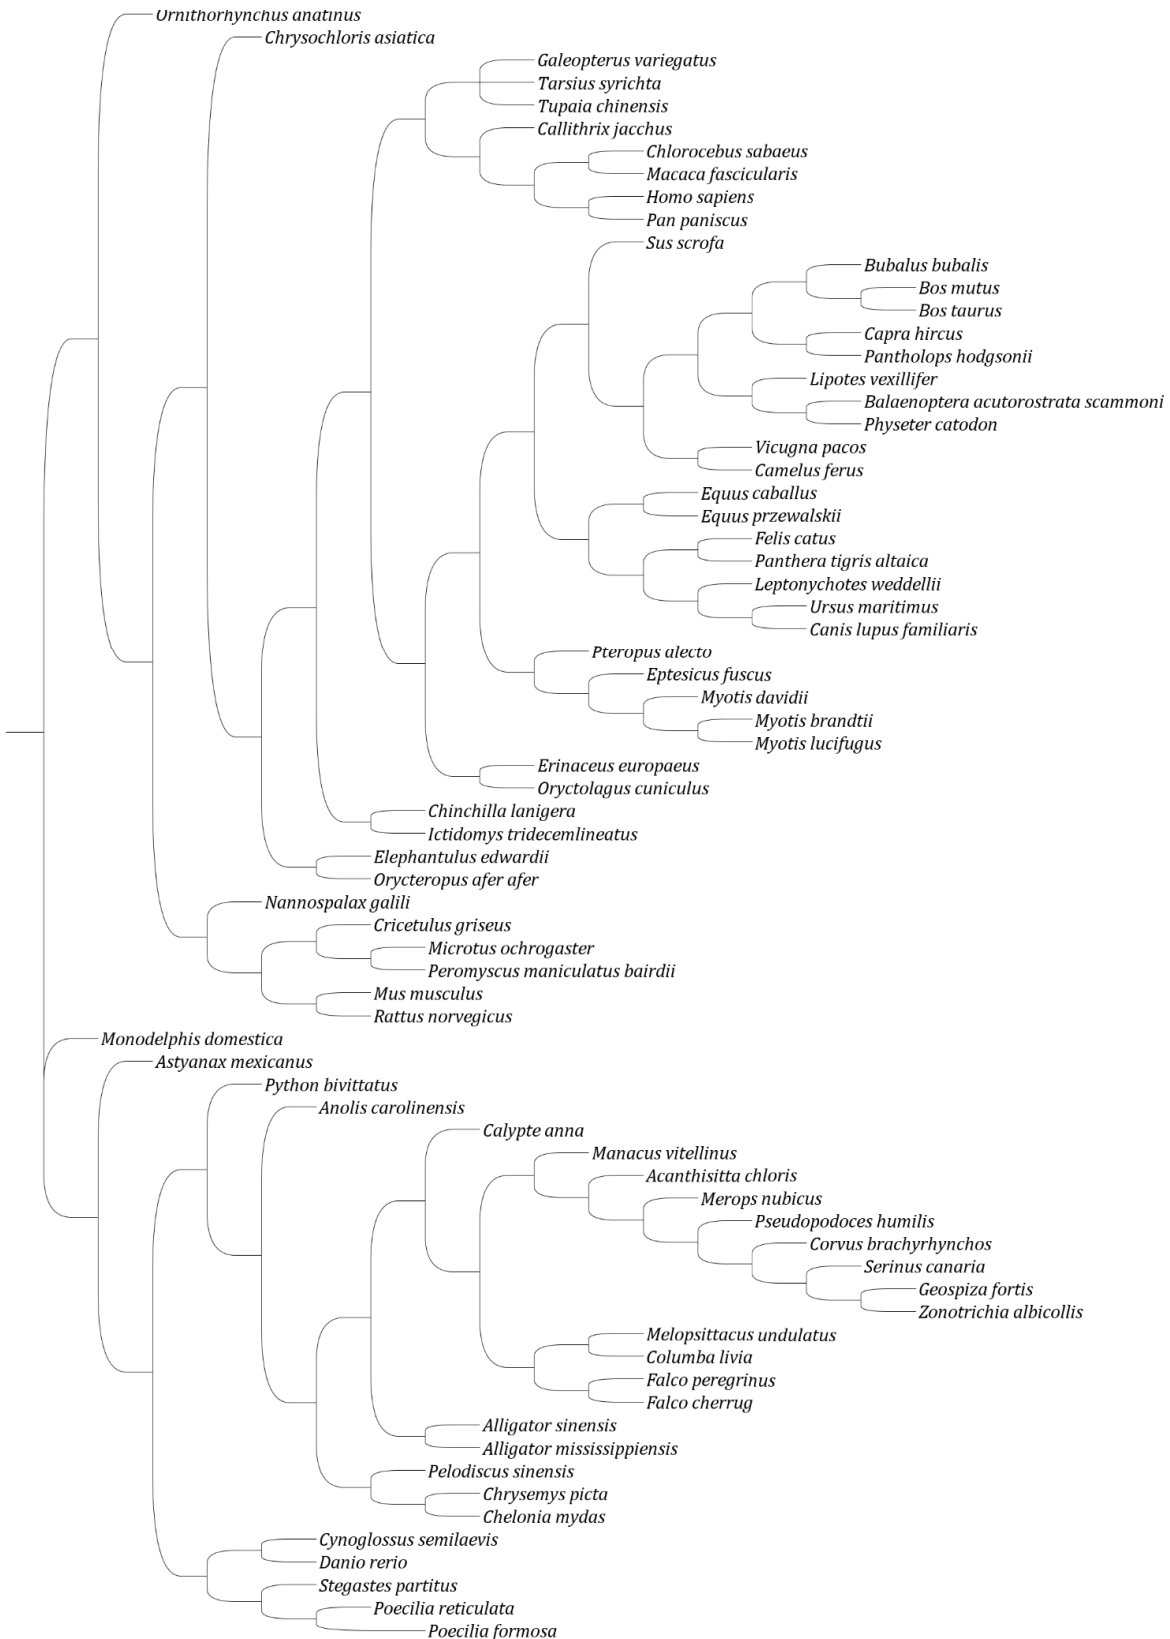 Ornithorhynchus anatinus
Chrysochloris asiatica
Galeopterus variegatus
Tarsius syrichta
Tupaia chinensis
Callithrix jacchus
Chlorocebus sabaeus
Macaca fascicularis
Homo sapiens
Pan paniscus
Sus scrofa
Bubalus bubalis
Bos mutus
Bos taurus
Capra hircus
Pantholops hodgsonii
Lipotes vexillifer
Balaenoptera acutorostrata scammoni
Physeter catodon
Vicugna pacos
Camelus ferus
Equus caballus
Equus przewalskii
Felis catus
Panthera tigris altaica
Leptonychotes weddellii
Ursus maritimus
Canis lupus familiaris
Pteropus alecto
Eptesicus fuscus
Myotis davidii
Myotis brandtii
Myotis lucifugus
Erinaceus europaeus
Oryctolagus cuniculus
Chinchilla lanigera
Ictidomys tridecemlineatus
Elephantulus edwardii
Orycteropus afer afer
Nannospalax galili
Cricetulus griseus
Microtus ochrogaster
Peromyscus maniculatus bairdii
Mus musculus
Rattus norvegicus
Monodelphis domestica
Astyanax mexicanus
Python bivittatus
Anolis carolinensis
Calypte anna
Manacus vitellinus
Acanthisitta chloris
Merops nubicus
Pseudopodoces humilis
Corvus brachyrhynchos
Serinus canaria
Geospiza fortis
Zonotrichia albicollis
Melopsittacus undulatus
Columba livia
Falco peregrinus
Falco cherrug
Alligator sinensis
Alligator mississippiensis
Pelodiscus sinensis
Chrysemys picta
Chelonia mydas
Cynoglossus semilaevis
Danio rerio
Stegastes partitus
Poecilia reticulata
Poecilia formosa